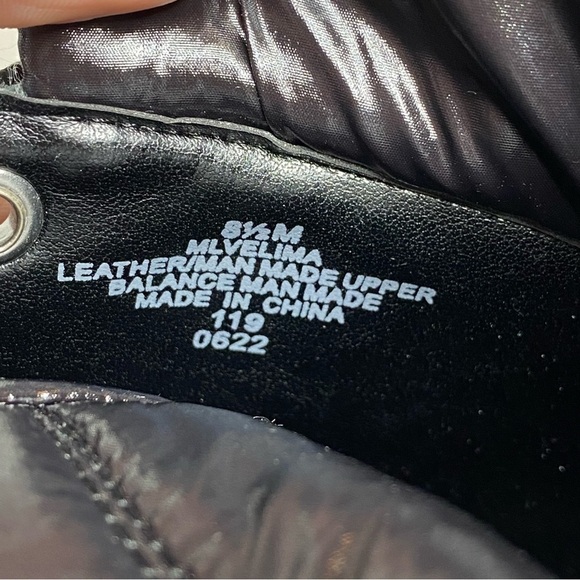 8½M
MLVELIMA
LEATHER/MAN MADE UPPER
BALANCE MAN MADE
MADE IN CHINA
119
0622